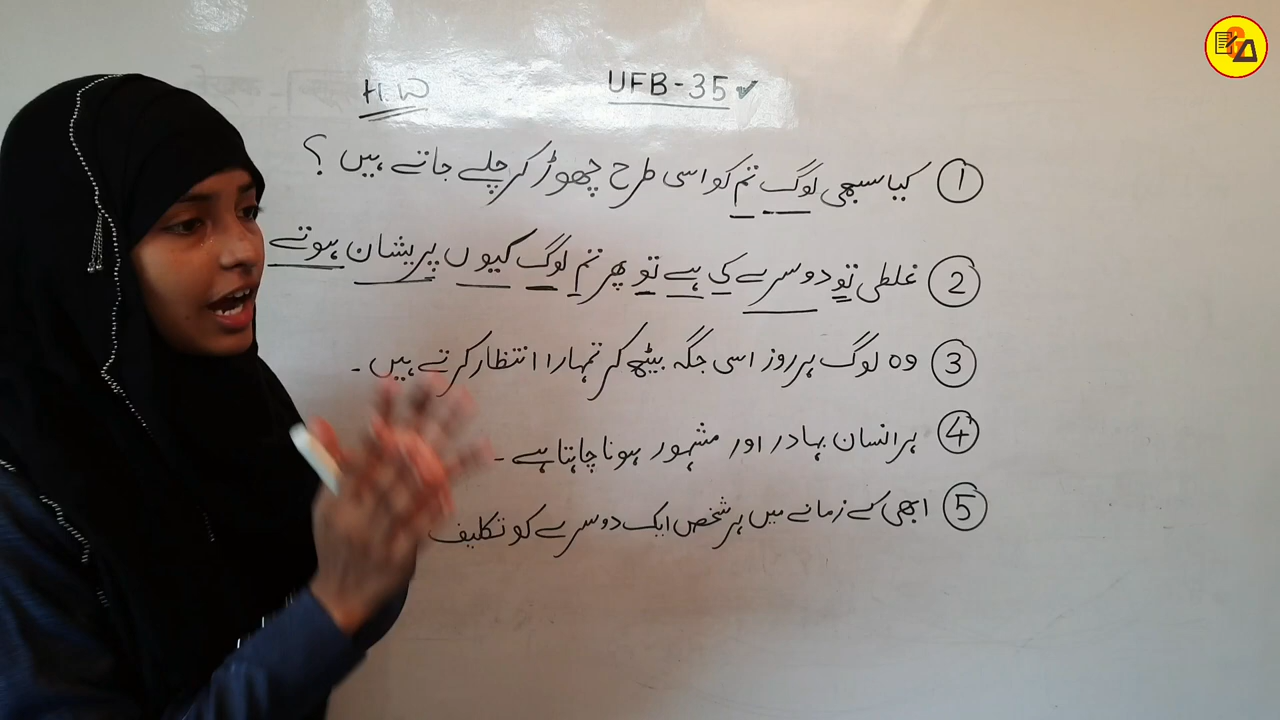 H.W
UFB-35✓
① کیا سبھی لوگ تم کو اسی طرح چھوڑ کر چلے جاتے ہیں ؟
② غلطی تو دوسرے کی ہے تو پھر تم لوگ کیوں پریشان ہوتے
③ وہ لوگ ہر روز اسی جگہ بیٹھ کر تمہارا انتظار کرتے ہیں ۔
④ ہر انسان بہادر اور مشہور ہونا چاہتا ہے ۔
⑤ ابھی کے زمانے میں ہر شخص ایک دوسرے کو تکلیف